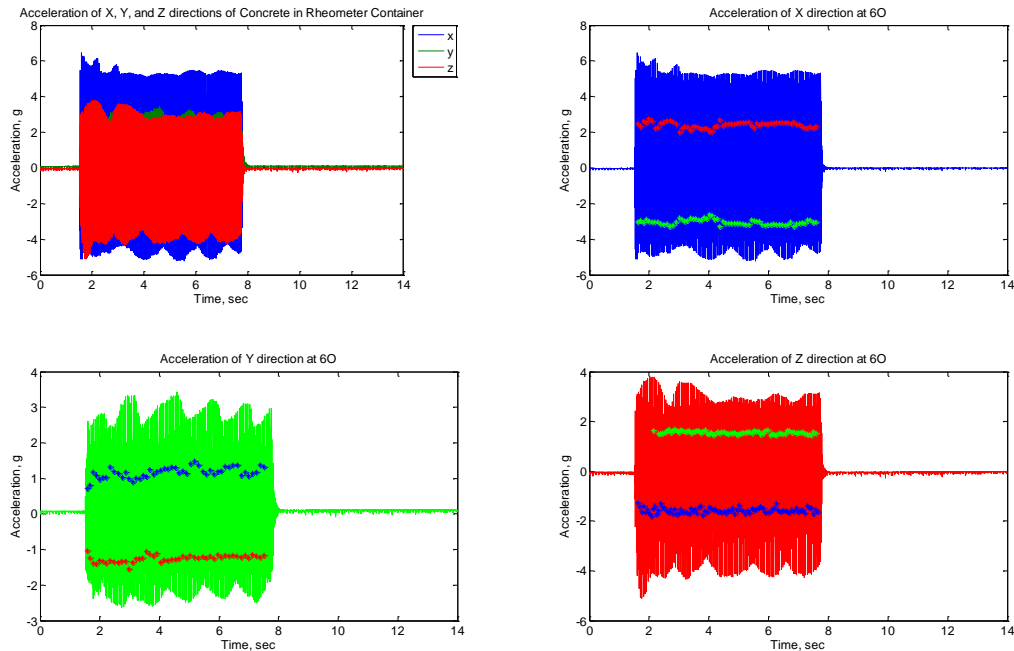 Acceleration of X, Y, and Z directions of Concrete in Rheometer Container
8
6
4
2
0
-2
-4
-6
Acceleration, g
0 2 4 6 8 10 12 14
Time, sec
x
y
z
Acceleration of X direction at 6O
8
6
4
2
0
-2
-4
-6
Acceleration, g
0 2 4 6 8 10 12 14
Time, sec
Acceleration of Y direction at 6O
4
3
2
1
0
-1
-2
-3
Acceleration, g
0 2 4 6 8 10 12 14
Time, sec
Acceleration of Z direction at 6O
4
2
0
-2
-4
-6
Acceleration, g
0 2 4 6 8 10 12 14
Time, sec